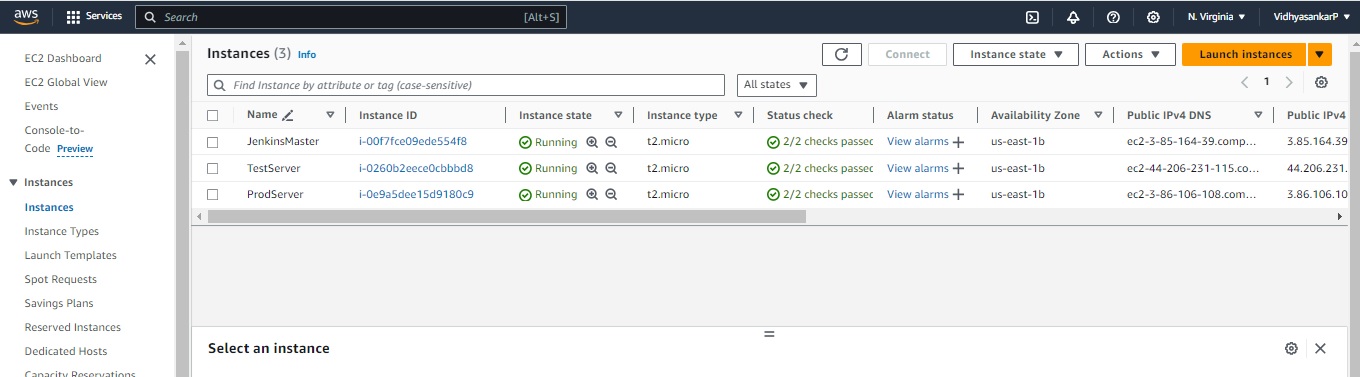 aws
Services
Search
[Alt+S]
N. Virginia
VidhyasankarP
EC2 Dashboard
EC2 Global View
Events
Console-to-
Code Preview
Instances
Instances
Instance Types
Launch Templates
Spot Requests
Savings Plans
Reserved Instances
Dedicated Hosts
Capacity Reservations
Instances (3) Info
Connect
Instance state
Actions
Launch instances
Find Instance by attribute or tag (case-sensitive)
All states
1
Name Instance ID Instance state Instance type Status check Alarm status Availability Zone Public IPv4 DNS Public IPv4
JenkinsMaster i-00f7fce09ede554f8 Running t2.micro 2/2 checks passed View alarms us-east-1b ec2-3-85-164-39.comp... 3.85.164.39
TestServer i-0260b2eece0cbbbd8 Running t2.micro 2/2 checks passed View alarms us-east-1b ec2-44-206-231-115.co... 44.206.231.
ProdServer i-0e9a5dee15d9180c9 Running t2.micro 2/2 checks passed View alarms us-east-1b ec2-3-86-106-108.com... 3.86.106.10
Select an instance